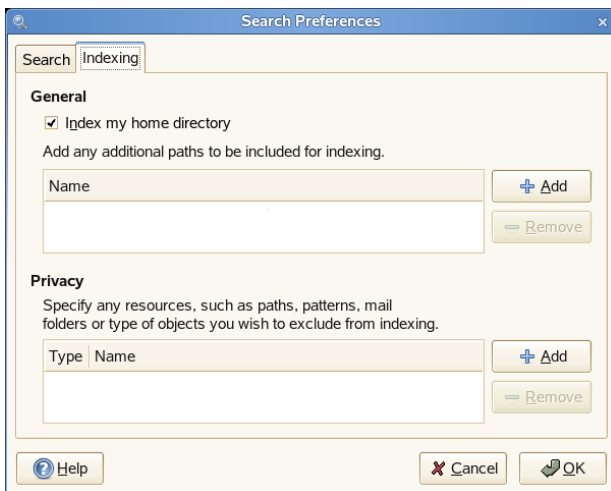 Search Preferences
Search Indexing
General
Index my home directory
Add any additional paths to be included for indexing.
Name
Add
Remove
Privacy
Specify any resources, such as paths, patterns, mail
folders or type of objects you wish to exclude from indexing.
Type Name
Add
Remove
Help Cancel OK